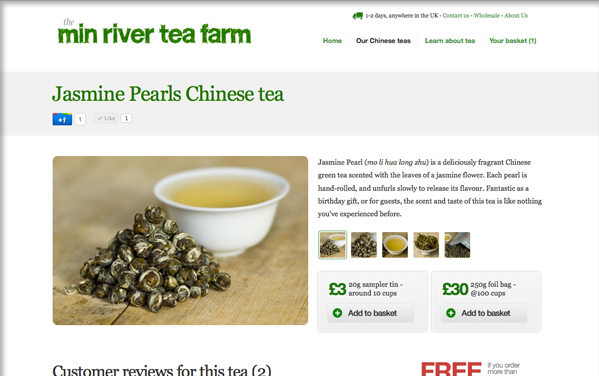 1-2 days, anywhere in the UK - Contact us - Wholesale - About Us
the
min river tea farm
Home Our Chinese teas Learn about tea Your basket (1)
Jasmine Pearls Chinese tea
+1 1 Like 1
Jasmine Pearl (mo li hua long zhu) is a deliciously fragrant Chinese
green tea scented with the leaves of a jasmine flower. Each pearl is
hand-rolled, and unfurls slowly to release its flavour. Fantastic as a
birthday gift, or for guests, the scent and taste of this tea is like nothing
you've experienced before.
£3 20g sampler tin -
around 10 cups
Add to basket
£30 250g foil bag -
@100 cups
Add to basket
Customer reviews for this tea (2)
FREE if you order
more than